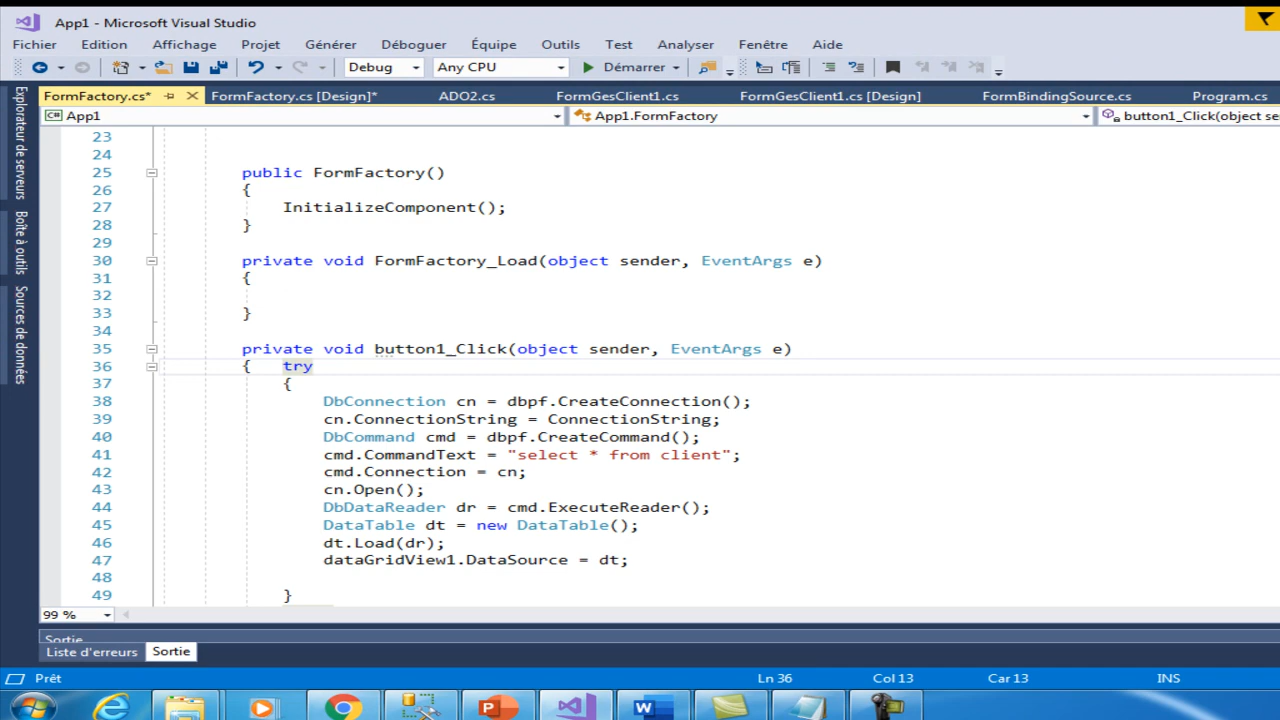 App1 - Microsoft Visual Studio
Fichier Edition Affichage Projet Générer Déboguer Équipe Outils Test Analyser Fenêtre Aide
Debug Any CPU Démarrer
FormFactory.cs* FormFactory.cs [Design]* ADO2.cs FormGesClient1.cs FormGesClient1.cs [Design] FormBindingSource.cs Program.cs
App1 App1.FormFactory button1_Click(object se
Explorateur de serveurs
Boîte à outils
Sources de données
23
24
25 public FormFactory()
26 {
27 InitializeComponent();
28 }
29
30 private void FormFactory_Load(object sender, EventArgs e)
31 {
32
33 }
34
35 private void button1_Click(object sender, EventArgs e)
36 { try
37 {
38 DbConnection cn = dbpf.CreateConnection();
39 cn.ConnectionString = ConnectionString;
40 DbCommand cmd = dbpf.CreateCommand();
41 cmd.CommandText = "select * from client";
42 cmd.Connection = cn;
43 cn.Open();
44 DbDataReader dr = cmd.ExecuteReader();
45 DataTable dt = new DataTable();
46 dt.Load(dr);
47 dataGridView1.DataSource = dt;
48
49 }
99 %
Sortie
Liste d'erreurs Sortie
Prêt Ln 36 Col 13 Car 13 INS